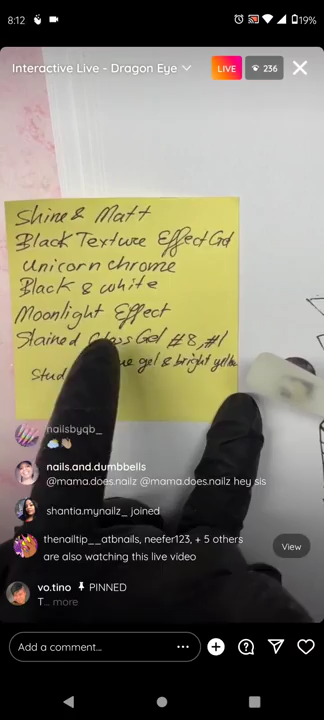 8:12
19%
Interactive Live - Dragon Eye
LIVE
236
Shine & Matt
Black Texture Effect Gel
Unicorn chrome
Black & white
Moonlight Effect
Stained Glass Gel #8, #1
gel & bright yellow
nailsbyqb_
nails.and.dumbbells
@mama.does.nailz @mama.does.nailz hey sis
shantia.mynailz_ joined
thenailtip__atbnails, neefer123, + 5 others
are also watching this live video
View
vo.tino PINNED
T... more
Add a comment...